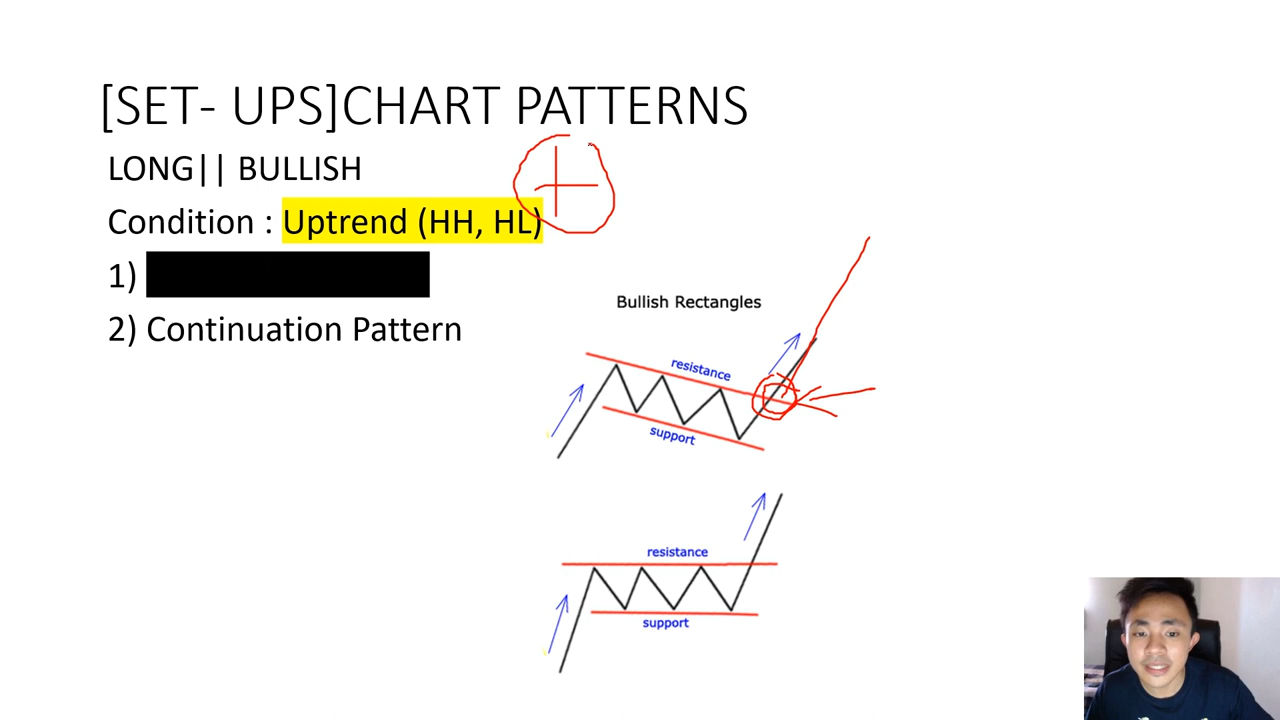 [SET- UPS]CHART PATTERNS
LONG|| BULLISH
Condition : Uptrend (HH, HL)
1)
2) Continuation Pattern
Bullish Rectangles
resistance
support
resistance
support